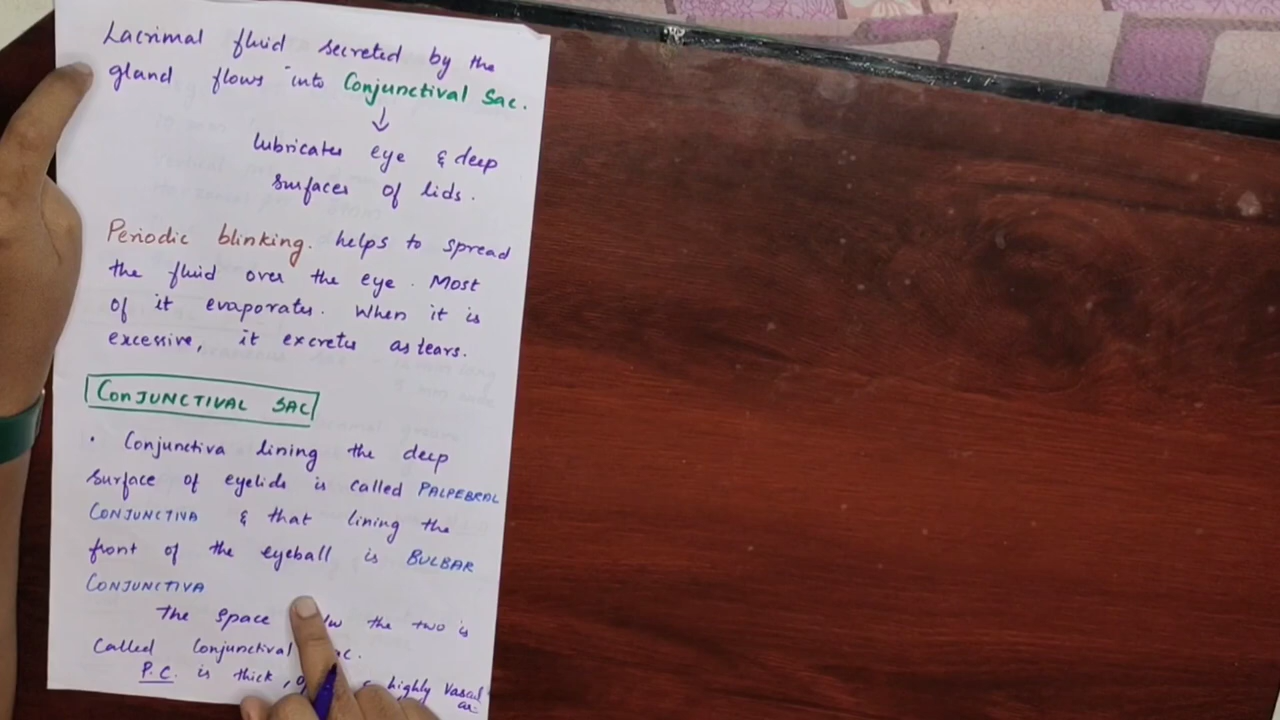 Lacrimal fluid secreted by the
gland flows into Conjunctival Sac.
↓
lubricates eye & deep
surfaces of lids.
Periodic blinking. helps to spread
the fluid over the eye. Most
of it evaporates. When it is
excessive, it excretes as tears.
CONJUNCTIVAL SAC
• Conjunctiva lining the deep
surface of eyelids is called PALPEBRAL
CONJUNCTIVA & that lining the
front of the eyeball is BULBAR
CONJUNCTIVA
The space the two is
Called Conjunctival
P.C. is thick, highly vascul
ar